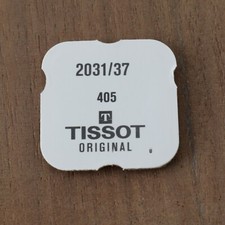 2031/37
405
T
TISSOT
ORIGINAL